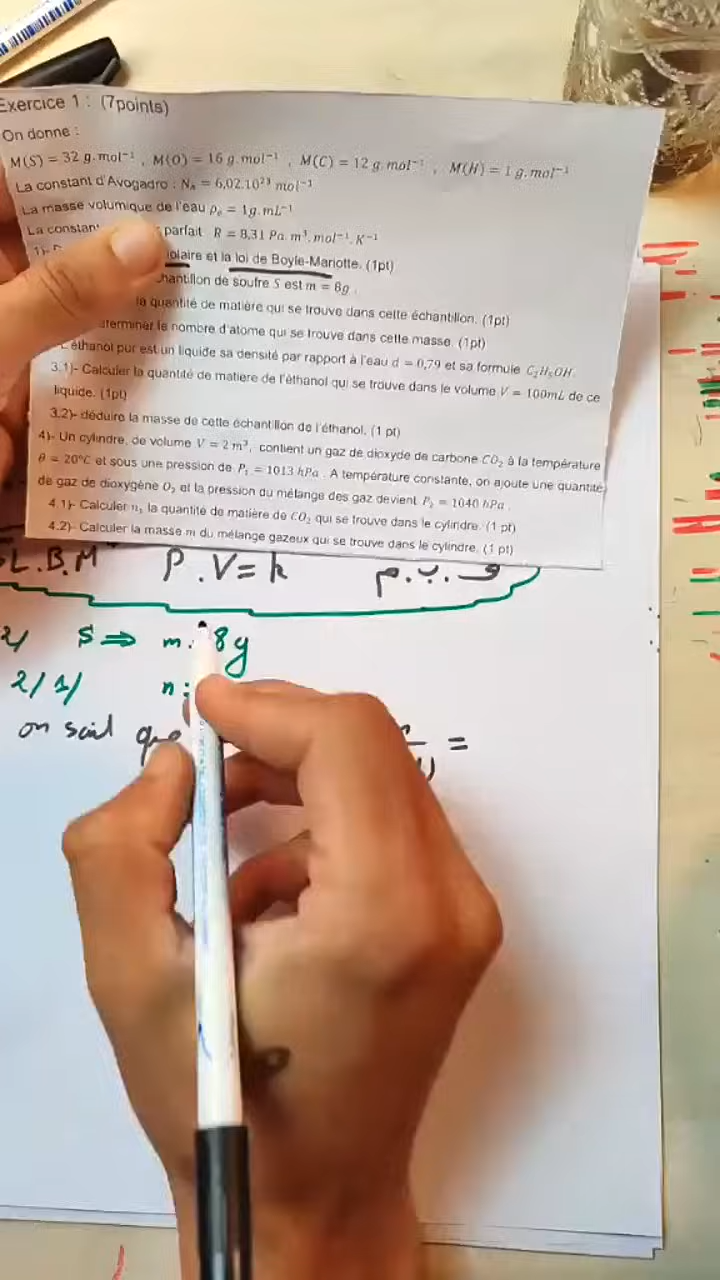 Exercice 1 : (7points)
On donne :
M(S) = 32 g.mol⁻¹ , M(O) = 16 g.mol⁻¹ , M(C) = 12 g.mol⁻¹ , M(H) = 1 g.mol⁻¹
La constant d'Avogadro : Nₐ = 6,02.10²³ mol⁻¹
La masse volumique de l'eau ρₑ = 1g.mL⁻¹
La constan parfait R = 8,31 Pa.m³.mol⁻¹.K⁻¹
1)- olaire et la loi de Boyle-Mariotte. (1pt)
hantillon de soufre S est m = 8g .
la quantité de matière qui se trouve dans cette échantillon. (1pt)
terminer le nombre d'atome qui se trouve dans cette masse. (1pt)
L'éthanol pur est un liquide sa densité par rapport à l'eau d = 0,79 et sa formule C₂H₅OH.
3.1)- Calculer la quantité de matière de l'éthanol qui se trouve dans le volume V = 100mL de ce
liquide. (1pt)
3.2)- déduire la masse de cette échantillon de l'éthanol. (1 pt)
4)- Un cylindre, de volume V = 2 m³, contient un gaz de dioxyde de carbone CO₂ à la température
θ = 20°C et sous une pression de P₁ = 1013 hPa . A température constante, on ajoute une quantité
de gaz de dioxygène O₂ et la pression du mélange des gaz devient P₂ = 1040 hPa .
4.1)- Calculer n₁ la quantité de matière de CO₂ qui se trouve dans le cylindre. (1 pt)
4.2)- Calculer la masse m du mélange gazeux qui se trouve dans le cylindre. (1 pt)
L.B.M P.V=k ق.ب.م
2/ S ⇒ m 8g
2/1/ n:
on sait que =